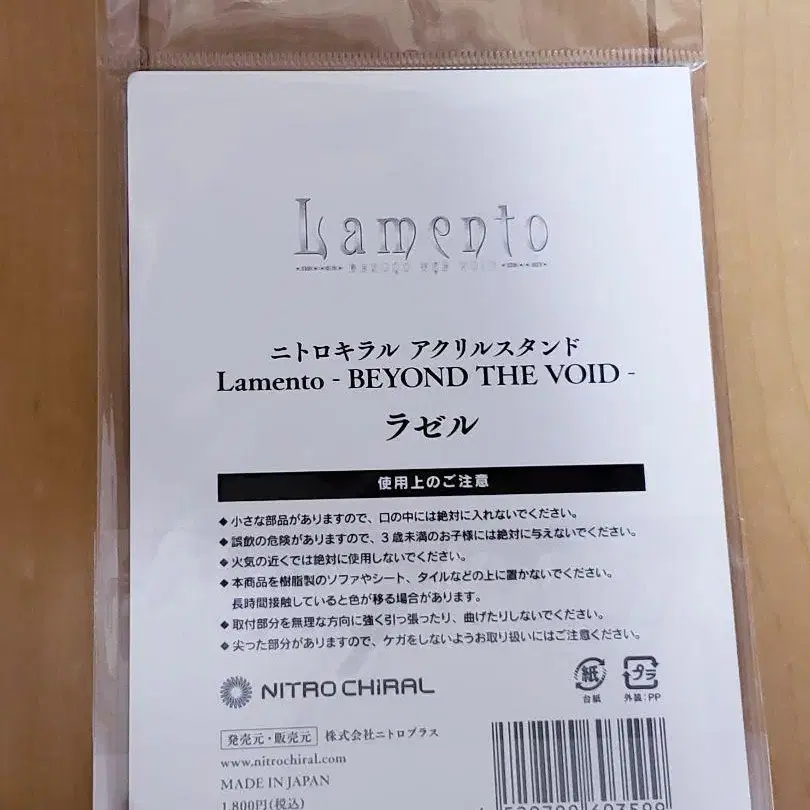 Lamento
BEYOND THE VOID
ニトロキラル アクリルスタンド
Lamento - BEYOND THE VOID -
ラゼル
使用上のご注意
◆小さな部品がありますので、口の中には絶対に入れないでください。
◆誤飲の危険がありますので、3歳未満のお子様には絶対に与えないでください。
◆火気の近くでは絶対に使用しないでください。
◆本商品を樹脂製のソファやシート、タイルなどの上に置かないでください。
長時間接触していると色が移る場合があります。
◆取付部分を無理な方向に強く引っ張ったり、曲げたりしないでください。
◆尖った部分がありますので、ケガをしないようお取り扱いにはご注意ください。
紙
台紙
プラ
外装:PP
NITRO CHiRAL
発売元・販売元 株式会社ニトロプラス
www.nitrochiral.com
MADE IN JAPAN
1,800円(税込)